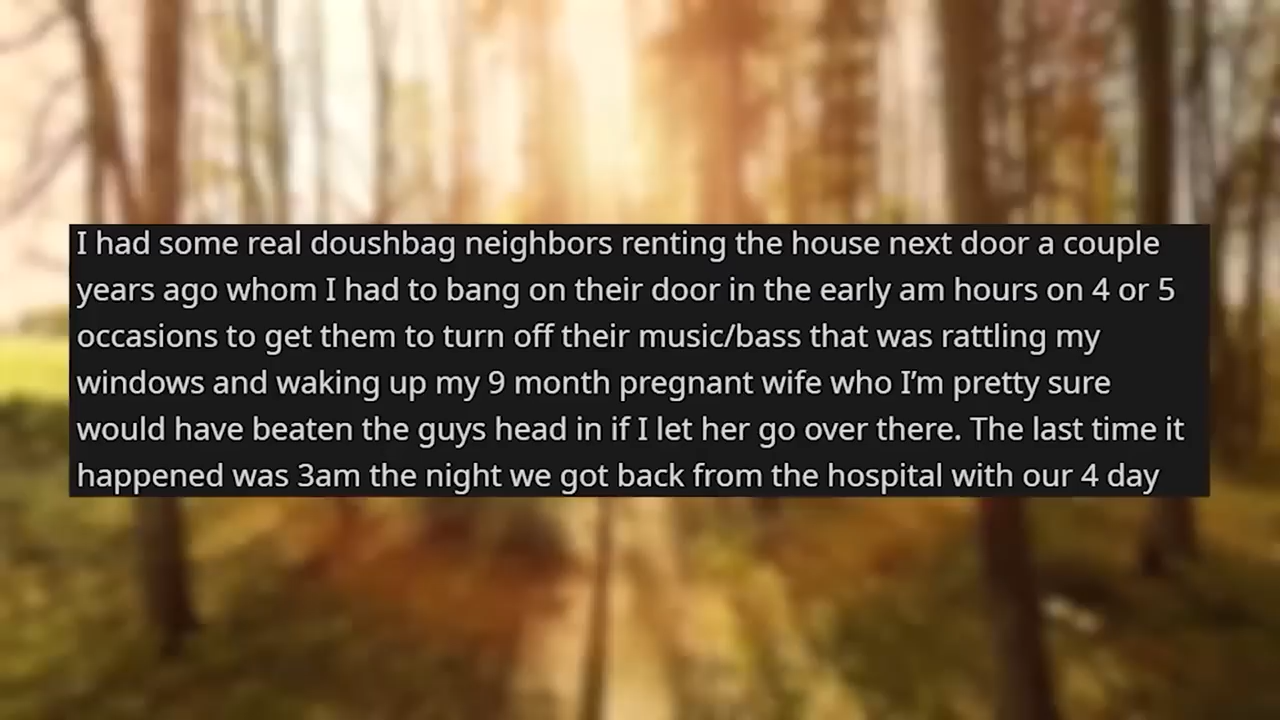 I had some real doushbag neighbors renting the house next door a couple
years ago whom I had to bang on their door in the early am hours on 4 or 5
occasions to get them to turn off their music/bass that was rattling my
windows and waking up my 9 month pregnant wife who I’m pretty sure
would have beaten the guys head in if I let her go over there. The last time it
happened was 3am the night we got back from the hospital with our 4 day